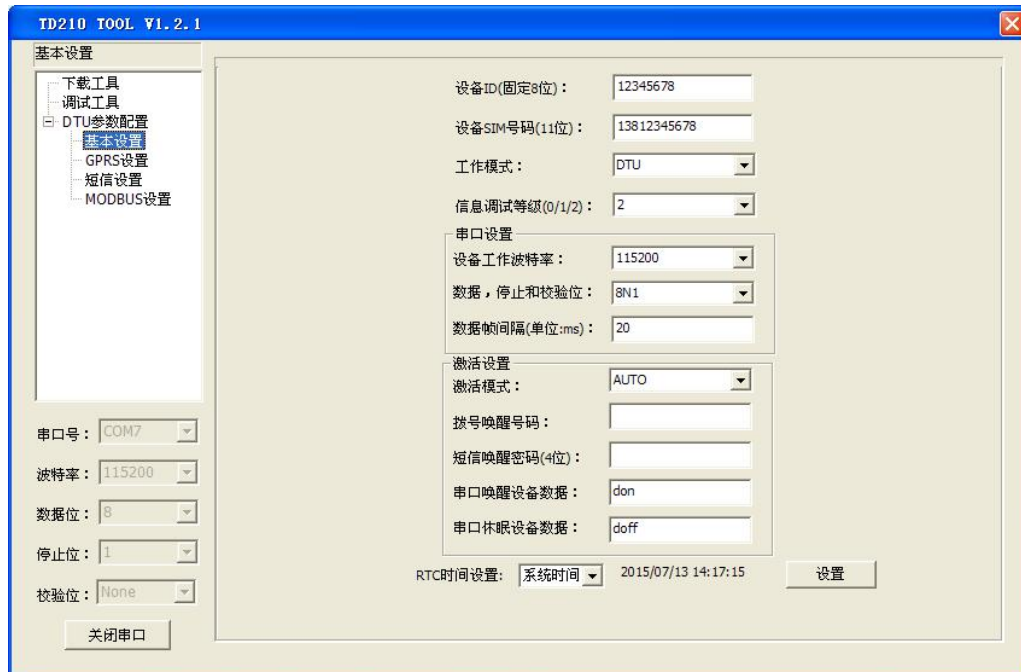 TD210 TOOL V1.2.1
基本设置
下载工具
调试工具
DTU参数配置
基本设置
GPRS设置
短信设置
MODBUS设置
串口号： COM7
波特率： 115200
数据位： 8
停止位： 1
校验位： None
关闭串口
设备ID(固定8位)： 12345678
设备SIM号码(11位)： 13812345678
工作模式： DTU
信息调试等级(0/1/2)： 2
串口设置
设备工作波特率： 115200
数据，停止和校验位： 8N1
数据帧间隔(单位:ms)： 20
激活设置
激活模式： AUTO
拨号唤醒号码：
短信唤醒密码(4位)：
串口唤醒设备数据： don
串口休眠设备数据： doff
RTC时间设置: 系统时间 2015/07/13 14:17:15 设置